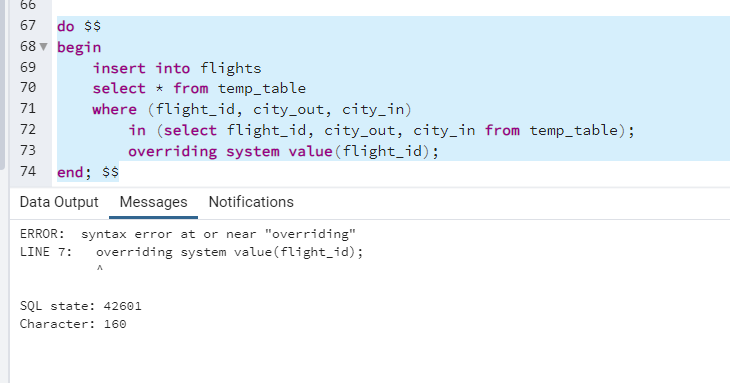 66
67 do $$
68 begin
69 insert into flights
70 select * from temp_table
71 where (flight_id, city_out, city_in)
72 in (select flight_id, city_out, city_in from temp_table);
73 overriding system value(flight_id);
74 end; $$
Data Output Messages Notifications
ERROR: syntax error at or near "overriding"
LINE 7: overriding system value(flight_id);
^
SQL state: 42601
Character: 160